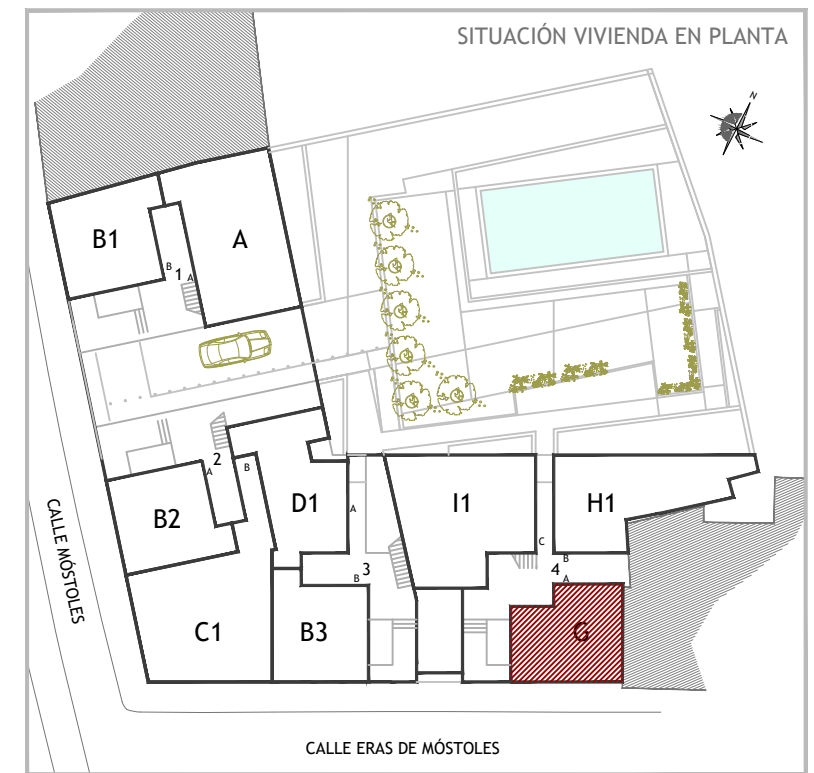 SITUACIÓN VIVIENDA EN PLANTA
N
B1
A
B
1
A
2
A
B
B2
D1
A
I1
H1
C
B
3
B
4
A
C1
B3
G
CALLE MÓSTOLES
CALLE ERAS DE MÓSTOLES